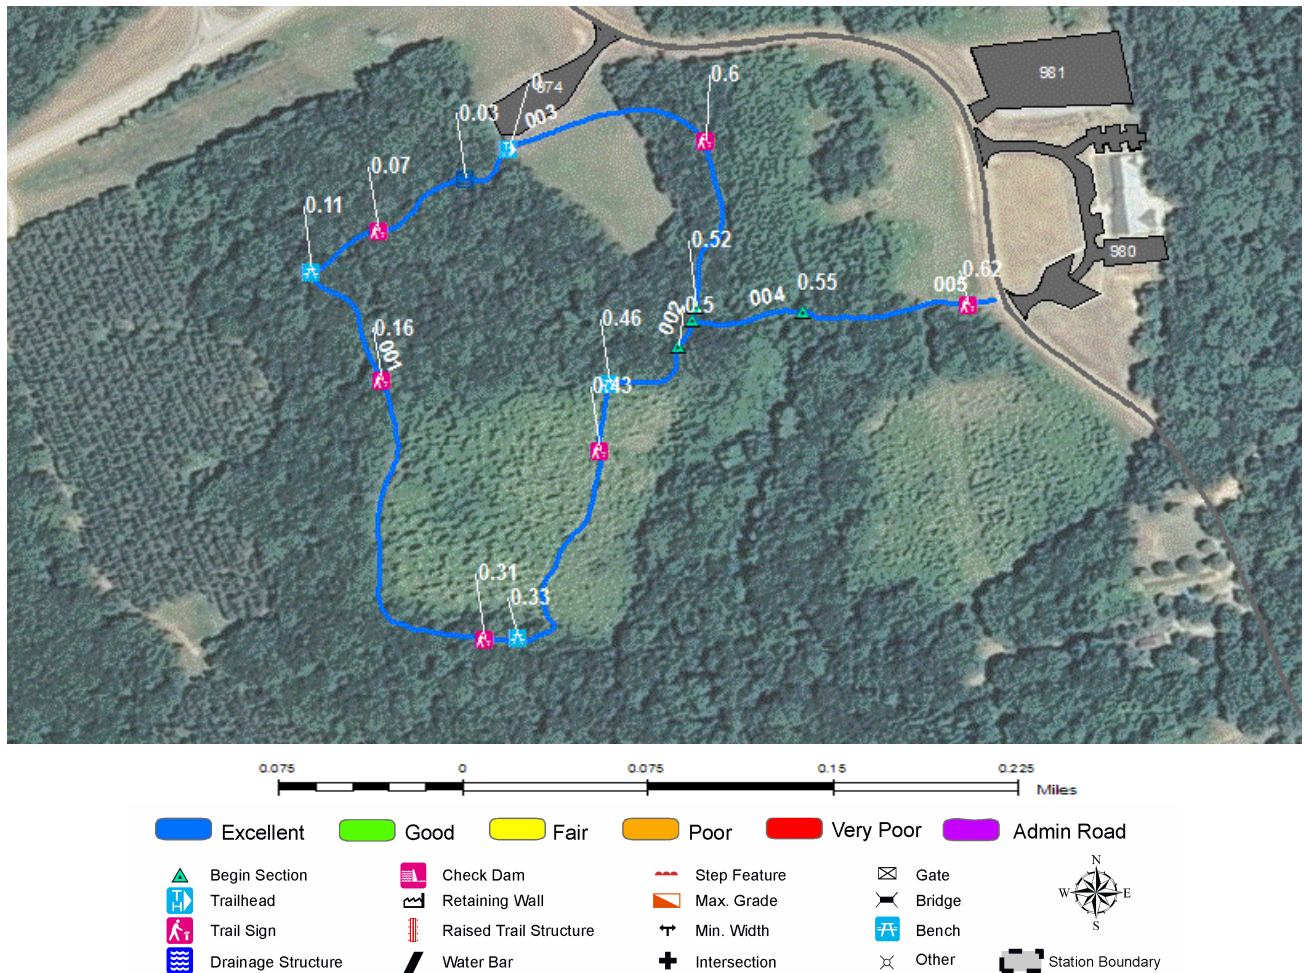 0.6
981
0
874
0.03
003
0.07
0.11
0.52
980
0.62
005
0.55
004
0.5
002
0.46
0.16
001
0.43
0.31
0.33
0.075 0 0.075 0.15 0.225
Miles
Excellent Good Fair Poor Very Poor Admin Road
Begin Section Check Dam Step Feature Gate
Trailhead Retaining Wall Max. Grade Bridge
Trail Sign Raised Trail Structure Min. Width Bench
Drainage Structure Water Bar Intersection Other Station Boundary
N
W E
S